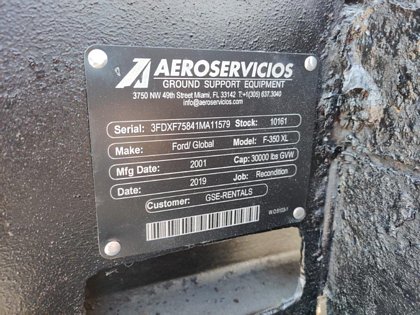 AEROSERVICIOS
GROUND SUPPORT EQUIPMENT
3750 NW 49th Street Miami, FL 33142 T:+1(305) 637.3040
info@aeroservicios.com
Serial: 3FDXF75841MA11579 Stock: 10161
Make: Ford/ Global Model: F-350 XL
Mfg Date: 2001 Cap: 30000 lbs GVW
Date: 2019 Job: Recondition
Customer: GSE-RENTALS